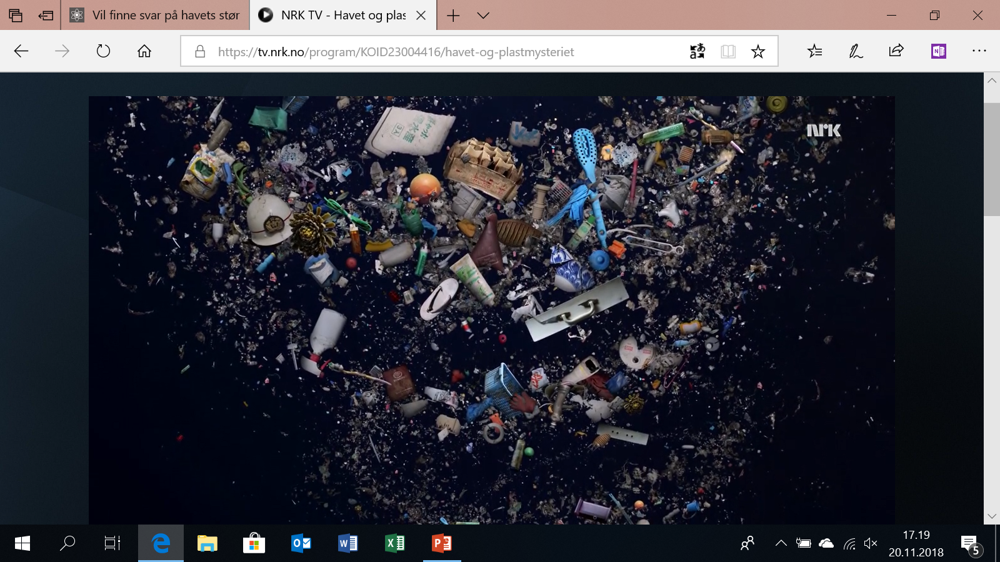 Vil finne svar på havets stør
NRK TV - Havet og plas
https://tv.nrk.no/program/KOID23004416/havet-og-plastmysteriet
nrk
17.19
20.11.2018
5